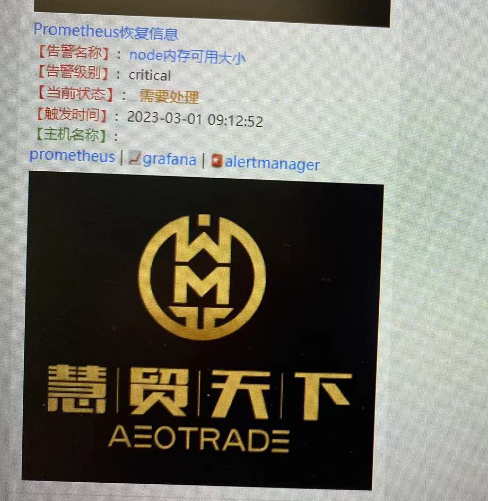 Prometheus恢复信息
【告警名称】： node内存可用大小
【告警级别】： critical
【当前状态】： 需要处理
【触发时间】： 2023-03-01 09:12:52
【主机名称】：
prometheus | grafana | alertmanager
慧|贸|天|下
AEOTRADE